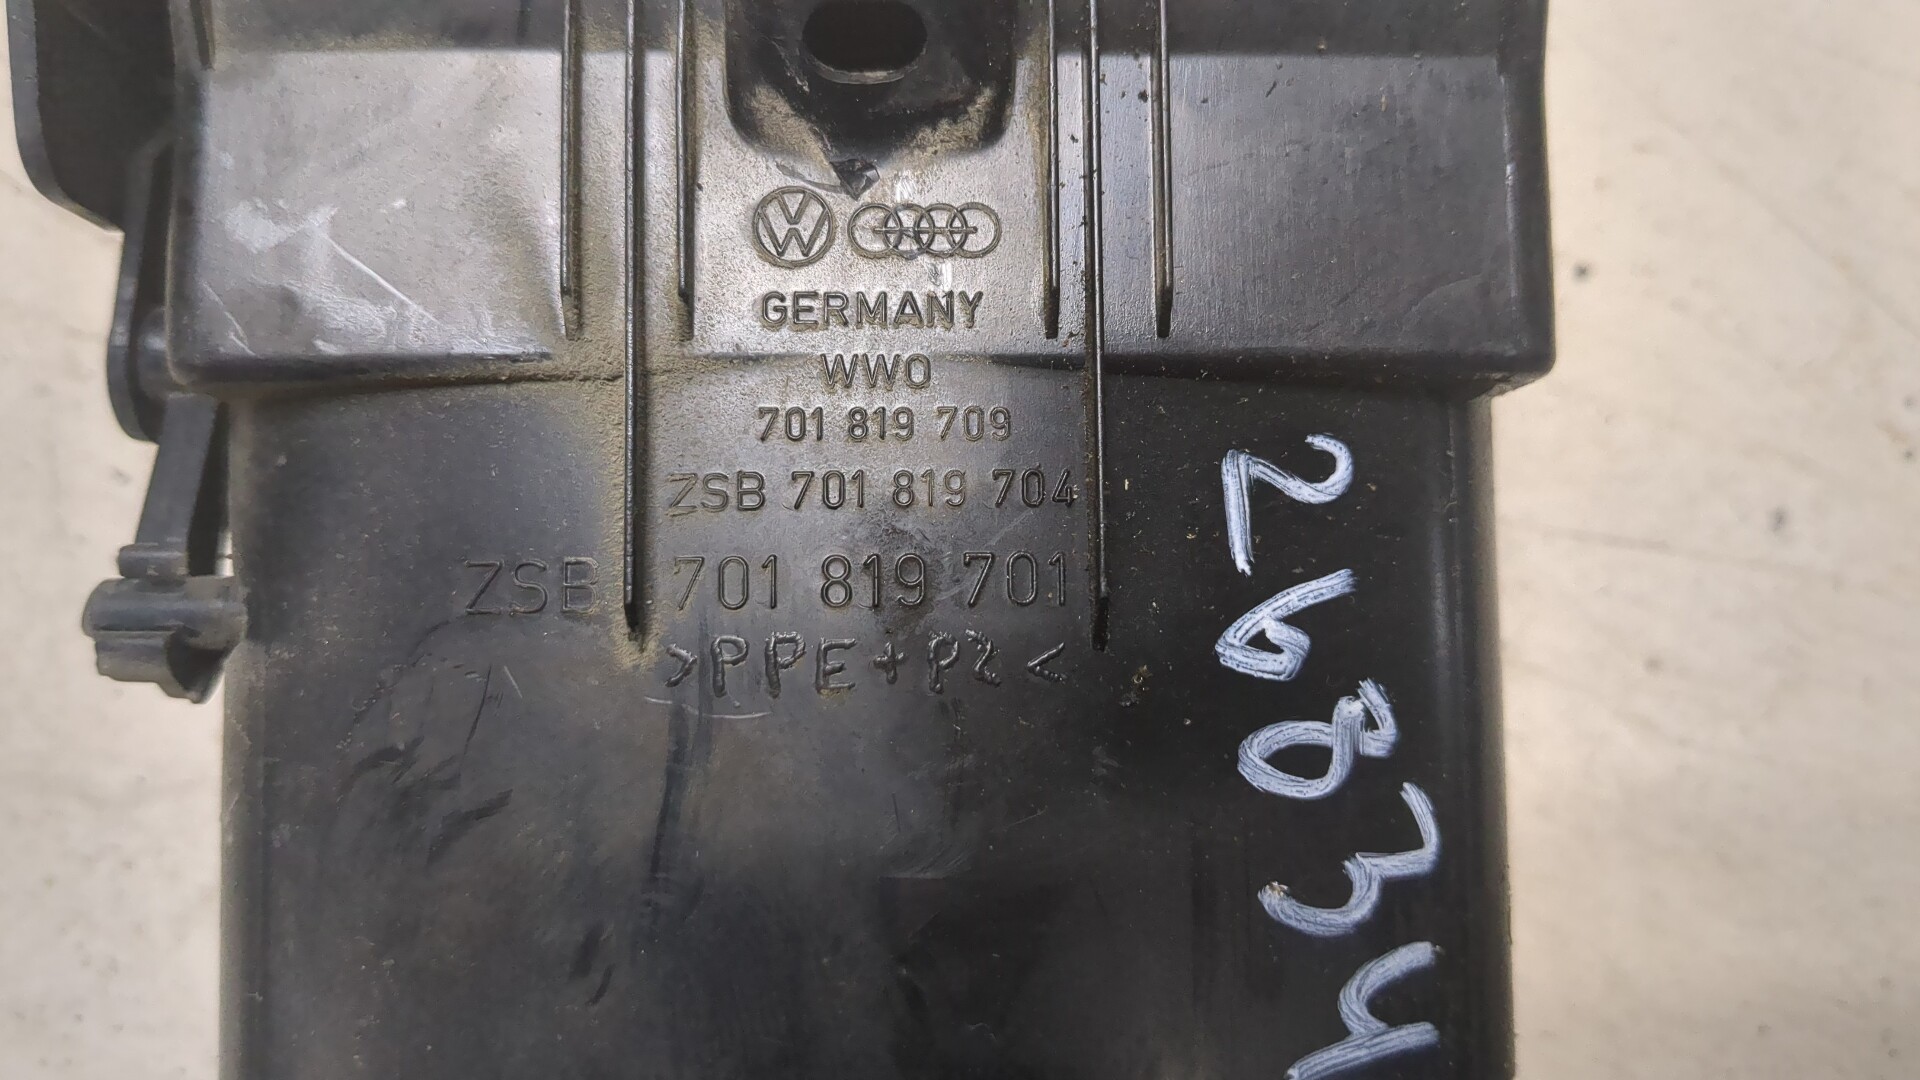 GERMANY
WWO
701 819 709
ZSB 701 819 704
ZSB 701 819 701
>PPE+PZ<
26834